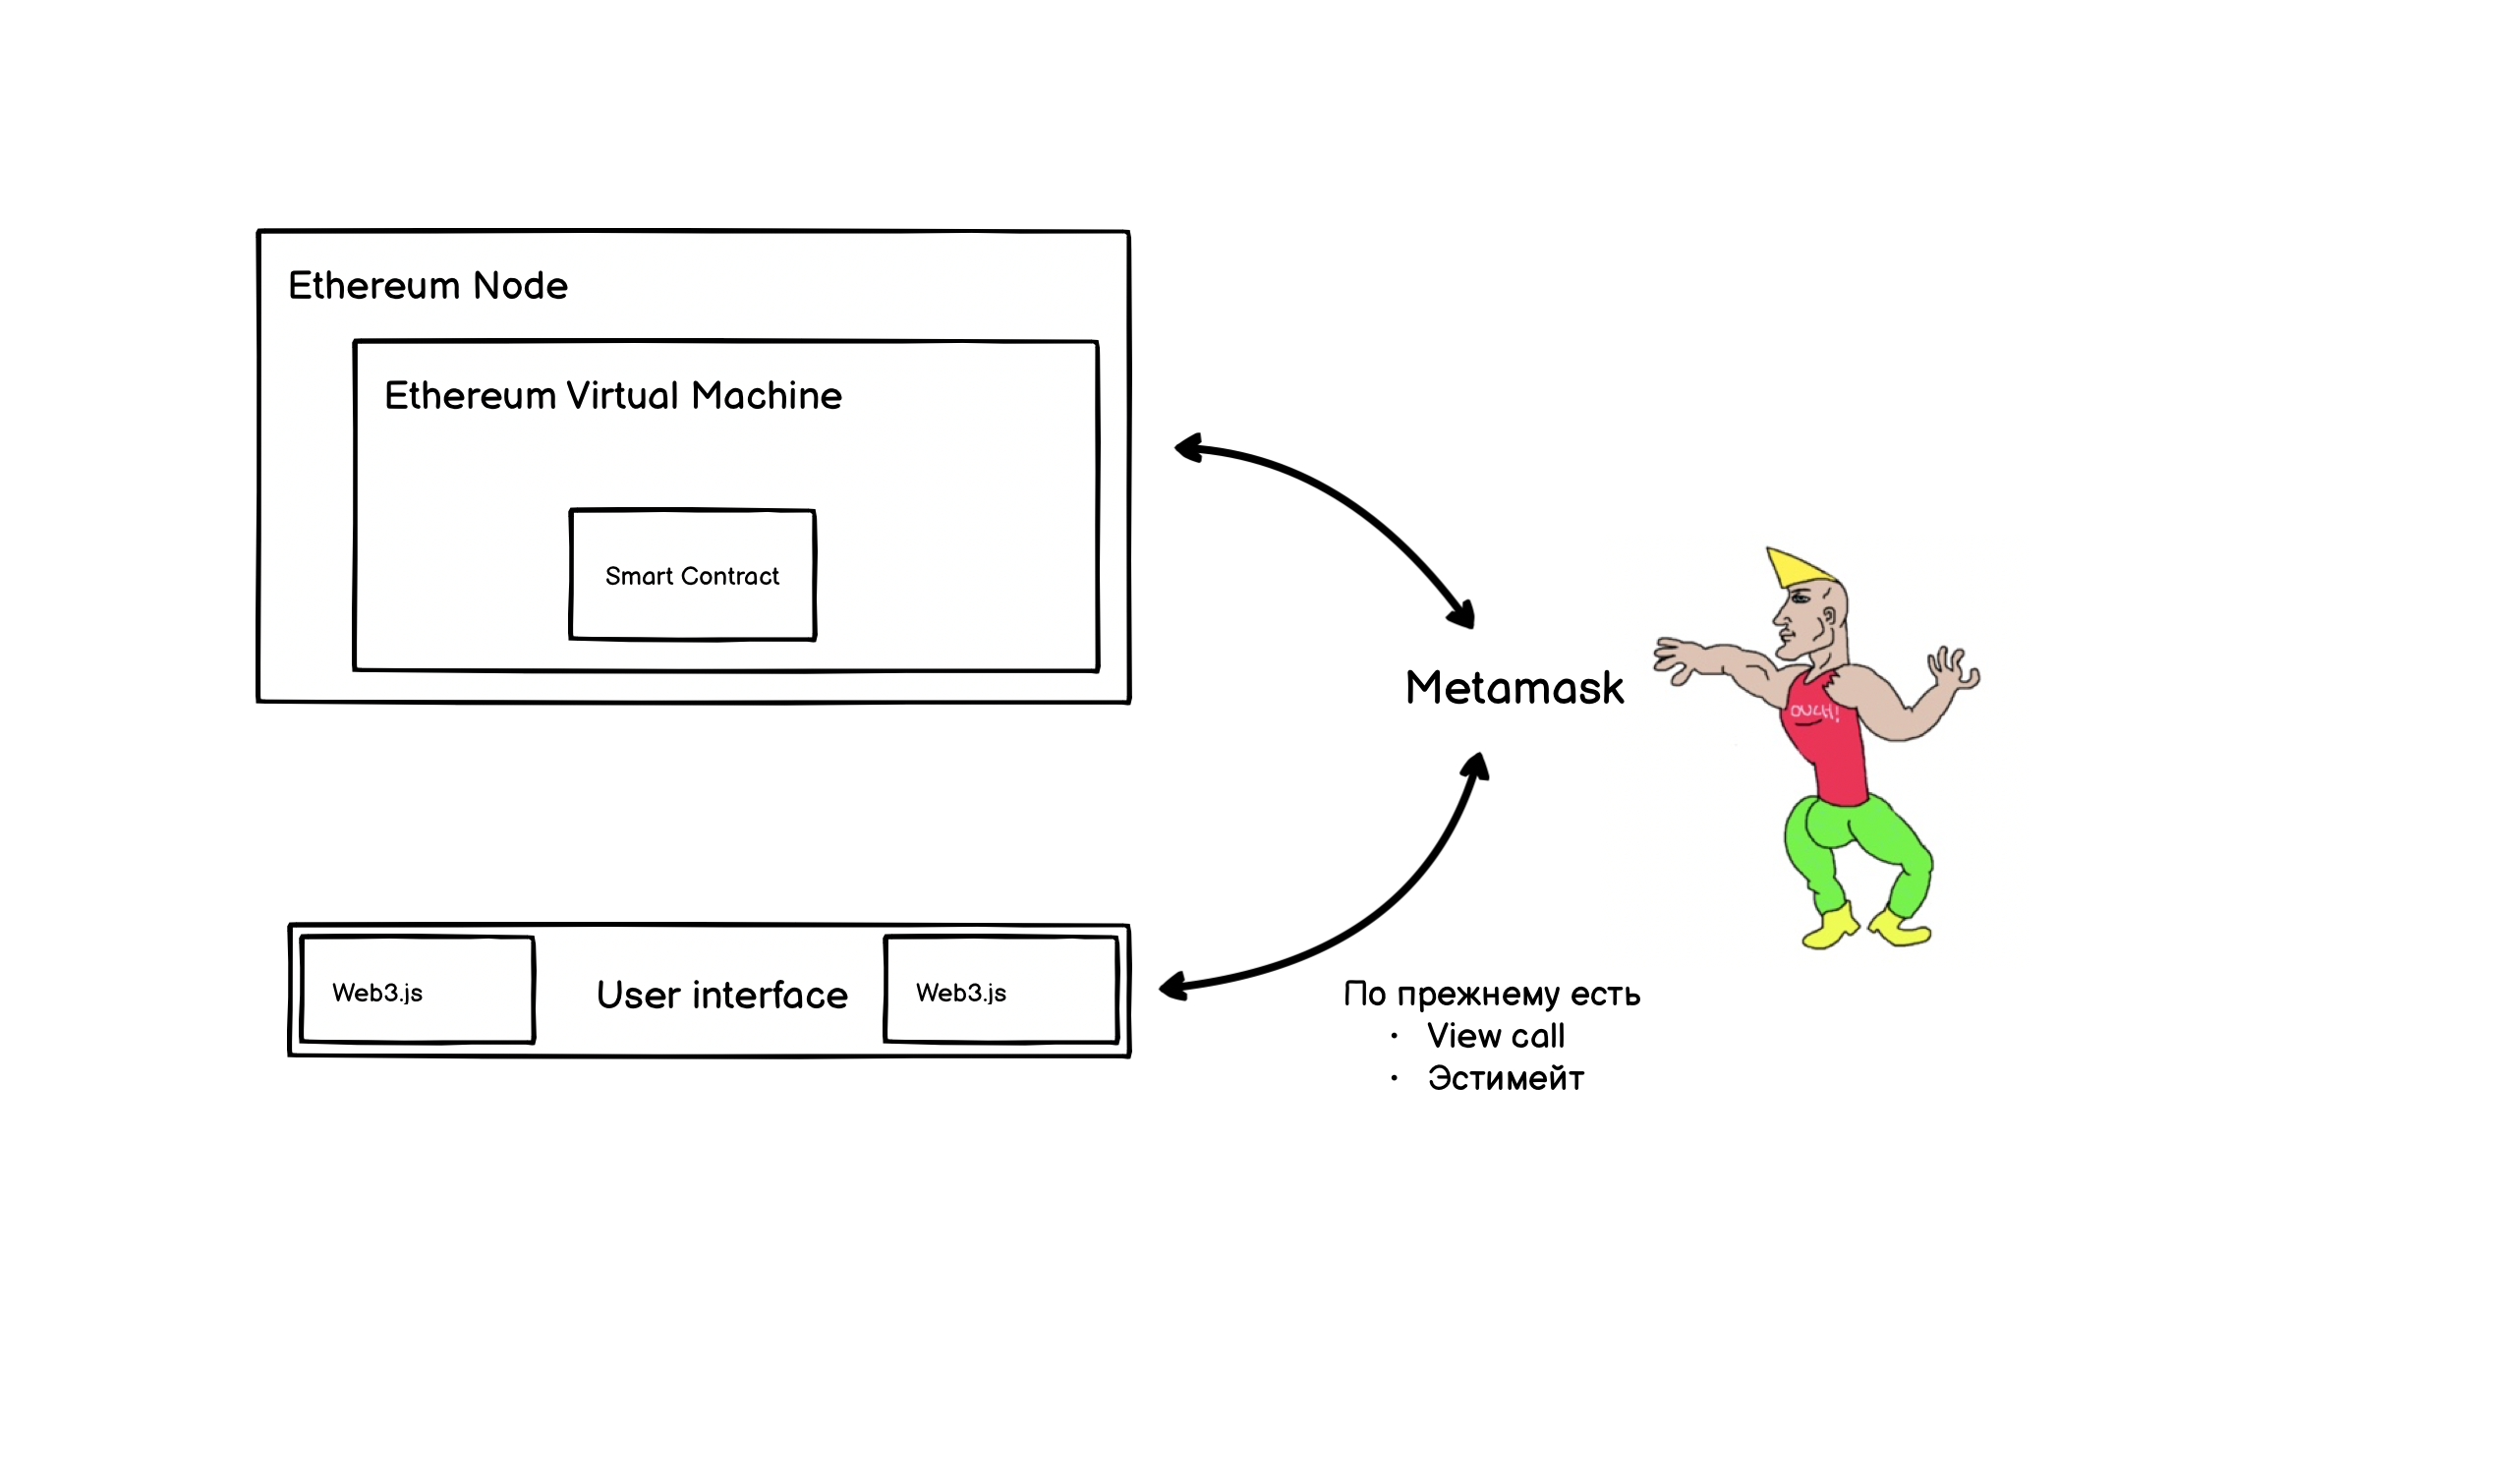 Ethereum Node
Ethereum Virtual Machine
Smart Contract
Metamask
OUCH!
Web3.js
User interface
Web3.js
По прежнему есть
• View call
• Эстимейт